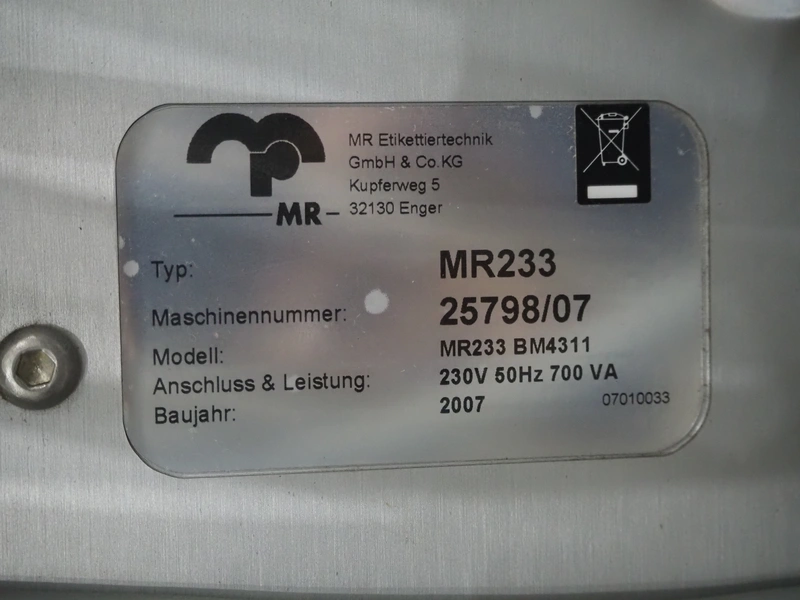 MR Etikettiertechnik
GmbH & Co.KG
Kupferweg 5
32130 Enger
MR
Typ: MR233
Maschinennummer: 25798/07
Modell: MR233 BM4311
Anschluss & Leistung: 230V 50Hz 700 VA
Baujahr: 2007
07010033